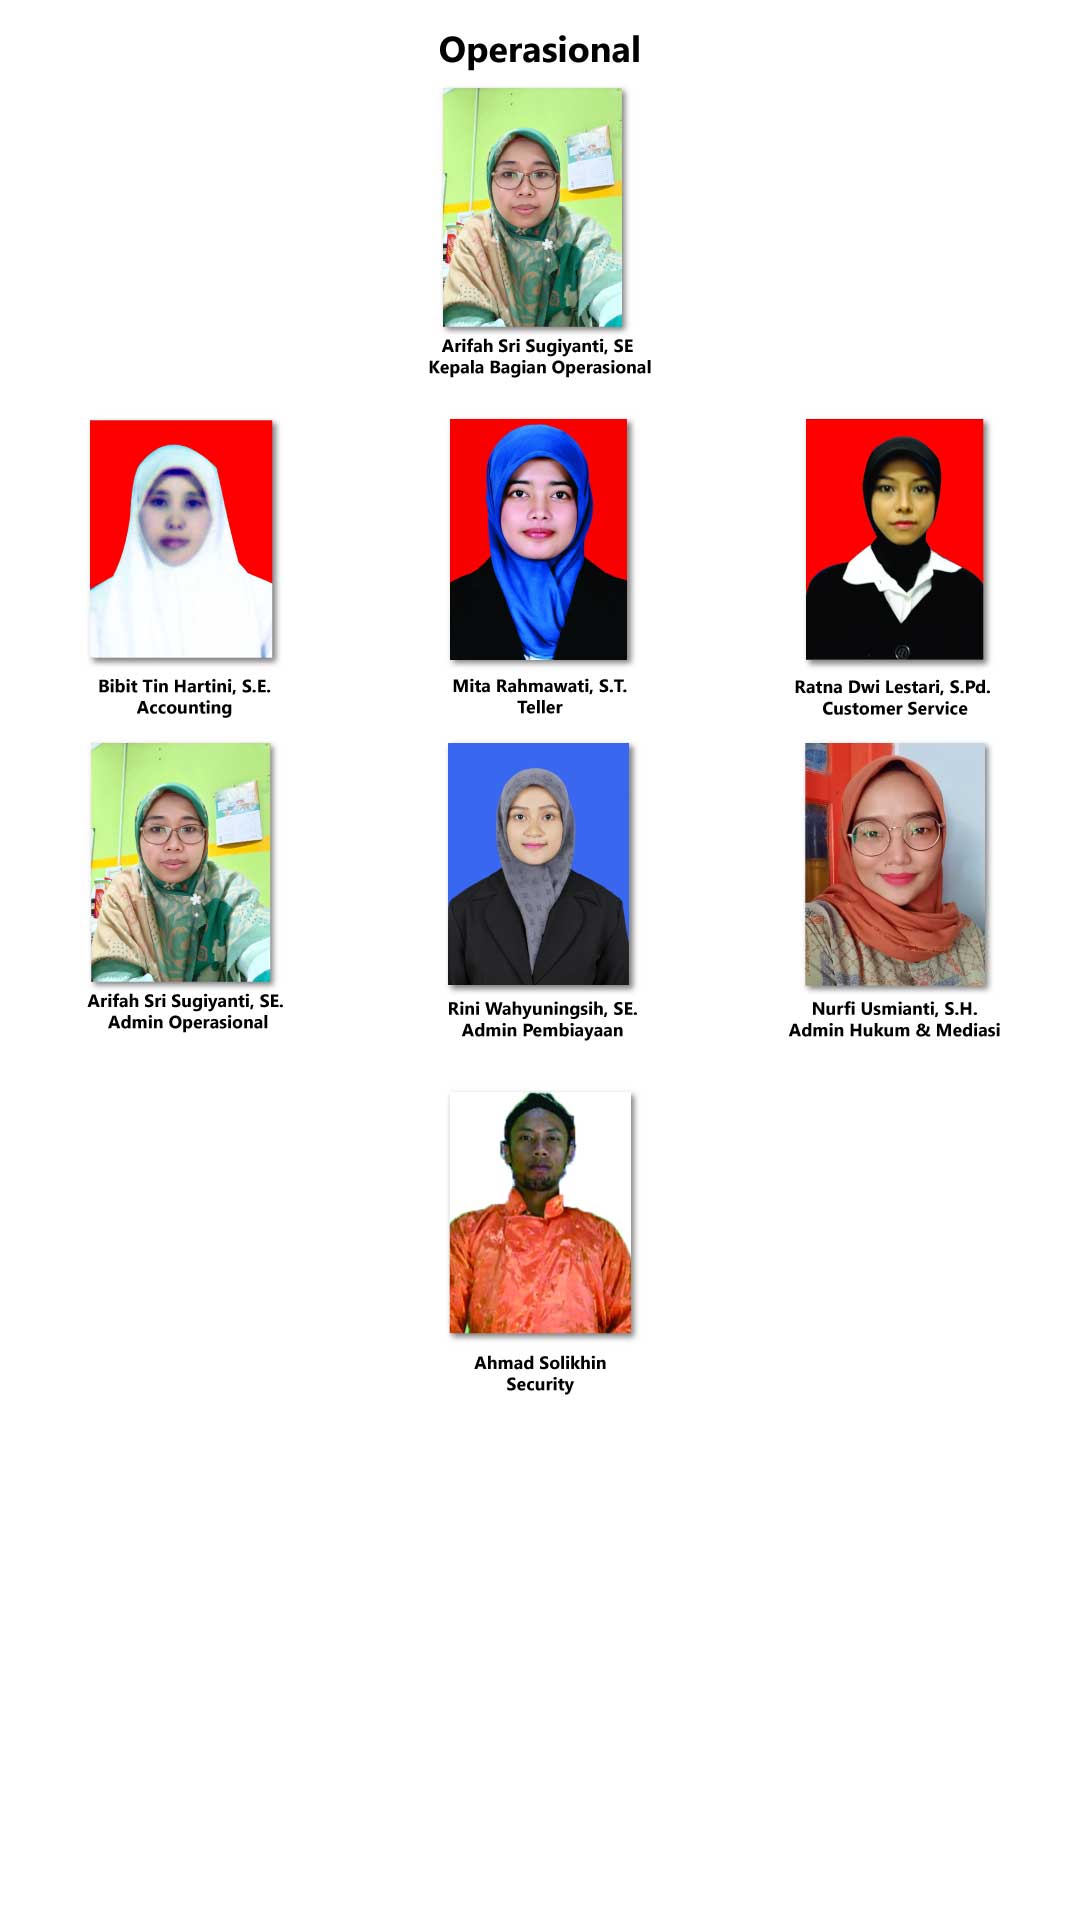 Operasional
Arifah Sri Sugiyanti, SE
Kepala Bagian Operasional
Bibit Tin Hartini, S.E.
Accounting
Mita Rahmawati, S.T.
Teller
Ratna Dwi Lestari, S.Pd.
Customer Service
Arifah Sri Sugiyanti, SE.
Admin Operasional
Rini Wahyuningsih, SE.
Admin Pembiayaan
Nurfi Usmianti, S.H.
Admin Hukum & Mediasi
Ahmad Solikhin
Security